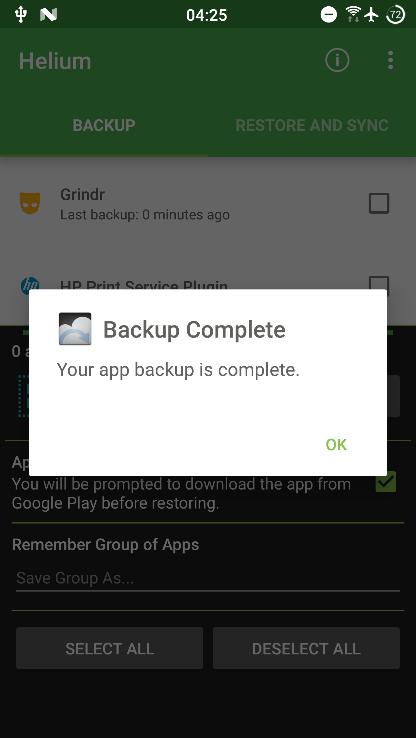 04:25
72
Helium
BACKUP
RESTORE AND SYNC
Grindr
Last backup: 0 minutes ago
hp
HP Print Service Plugin
Backup Complete
Your app backup is complete.
OK
0 a
Ap
You will be prompted to download the app from
Google Play before restoring.
Remember Group of Apps
Save Group As...
SELECT ALL
DESELECT ALL